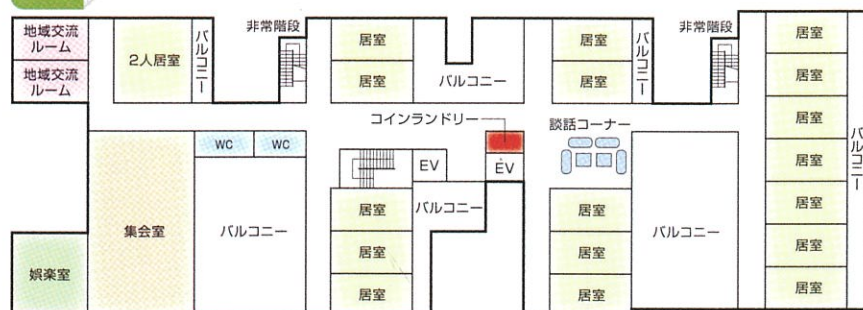 地域交流
ルーム
地域交流
ルーム
2人居室
バルコニー
非常階段
居室
居室
バルコニー
居室
居室
バルコニー
非常階段
居室
居室
居室
居室
居室
居室
居室
バルコニー
コインランドリー
談話コーナー
WC
WC
EV
EV
集会室
バルコニー
バルコニー
居室
居室
居室
居室
居室
居室
バルコニー
娯楽室